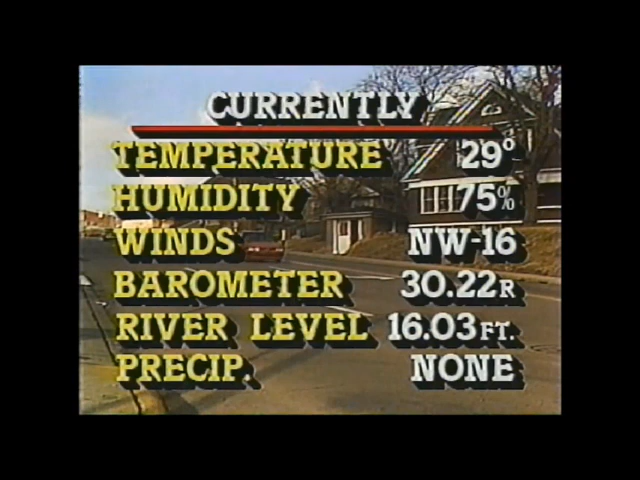 CURRENTLY
TEMPERATURE 29°
HUMIDITY 75%
WINDS NW-16
BAROMETER 30.22R
RIVER LEVEL 16.03FT.
PRECIP. NONE